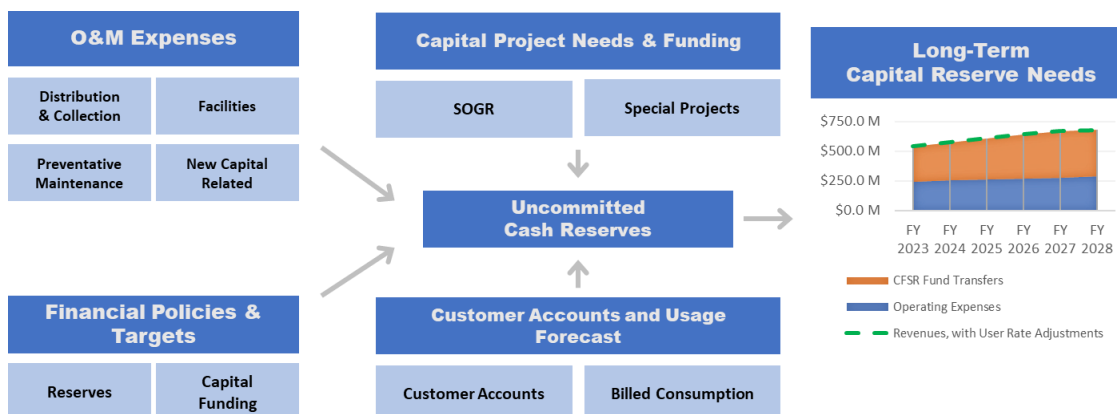 O&M Expenses
Distribution
& Collection
Facilities
Preventative
Maintenance
New Capital
Related
Capital Project Needs & Funding
SOGR
Special Projects
Uncommitted
Cash Reserves
Financial Policies &
Targets
Reserves
Capital
Funding
Customer Accounts and Usage
Forecast
Customer Accounts
Billed Consumption
Long-Term
Capital Reserve Needs
$750.0 M
$500.0 M
$250.0 M
$0.0 M
FY FY FY FY FY FY
2023 2024 2025 2026 2027 2028
CFSR Fund Transfers
Operating Expenses
Revenues, with User Rate Adjustments